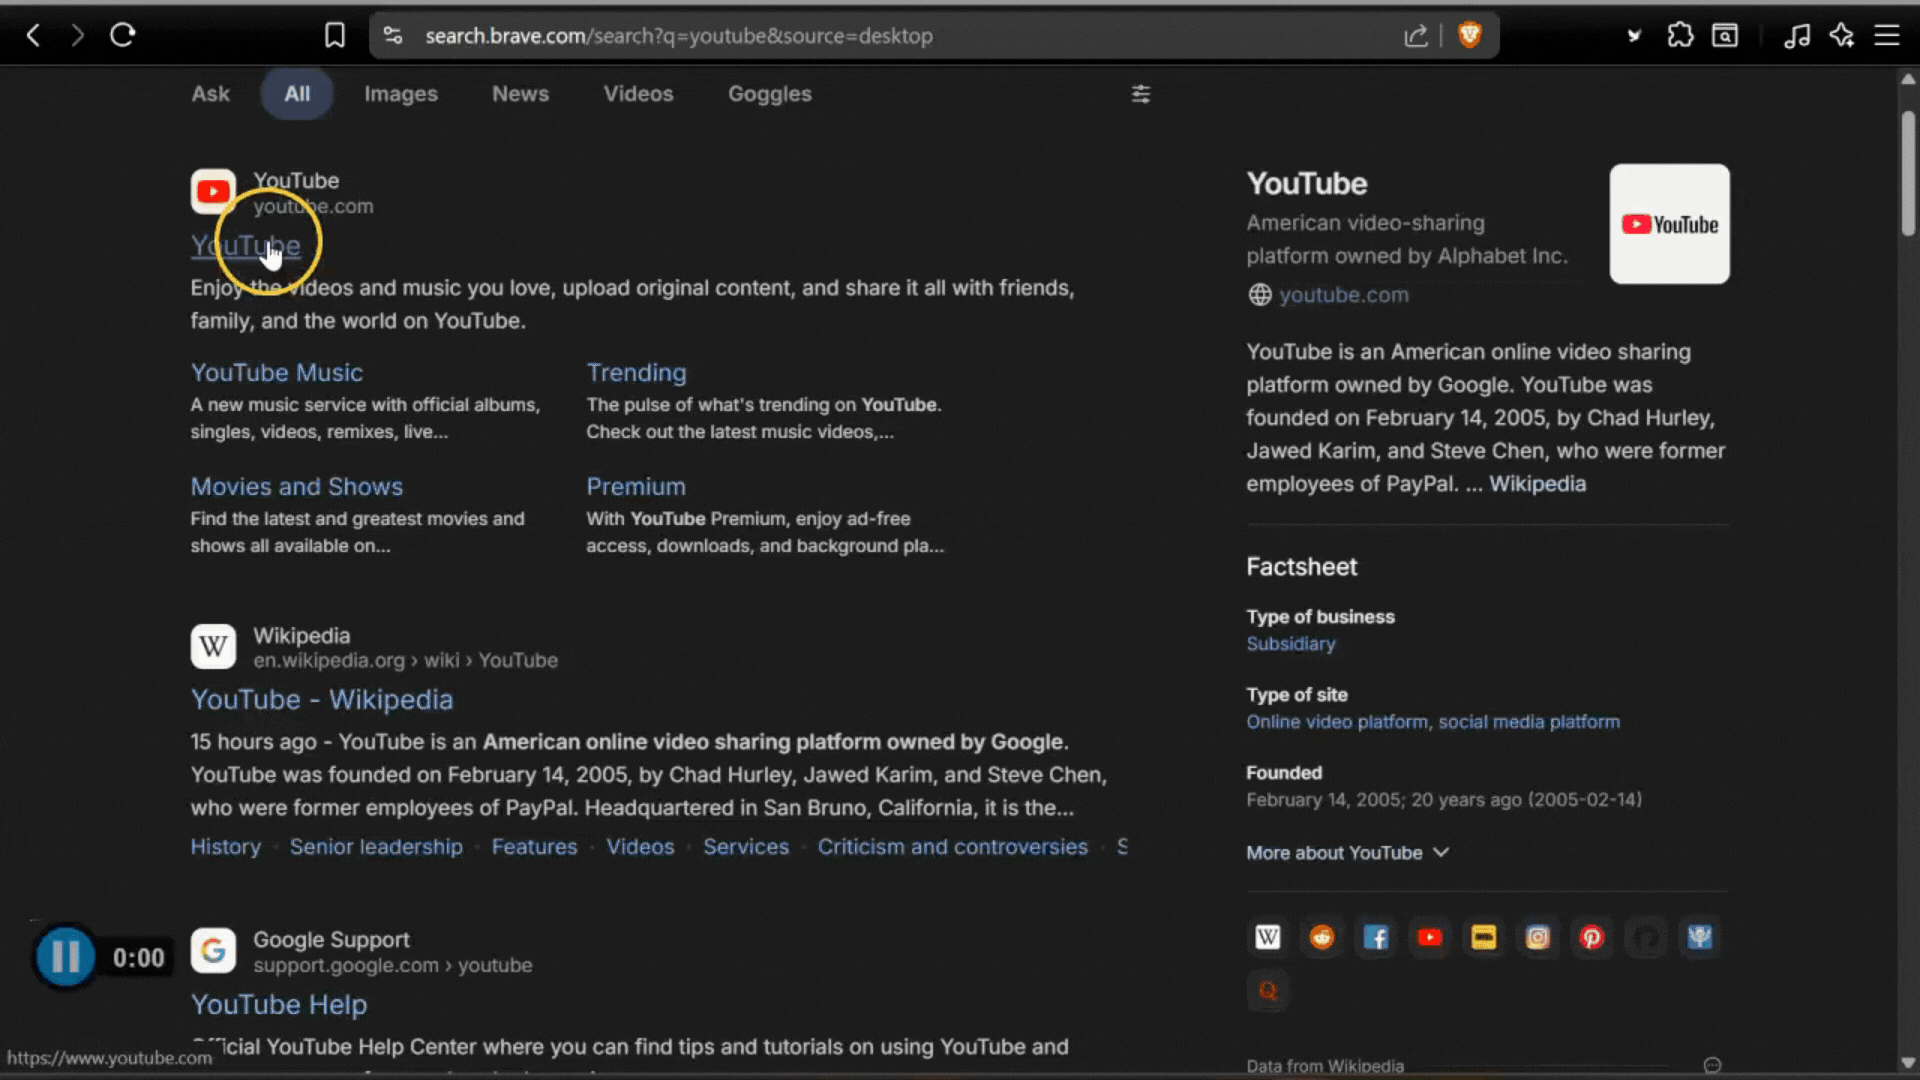 search.brave.com/search?q=youtube&source=desktop
Ask All Images News Videos Goggles
YouTube
youtube.com
YouTube
Enjoy the videos and music you love, upload original content, and share it all with friends,
family, and the world on YouTube.
YouTube Music
A new music service with official albums,
singles, videos, remixes, live...
Trending
The pulse of what's trending on YouTube.
Check out the latest music videos,...
Movies and Shows
Find the latest and greatest movies and
shows all available on...
Premium
With YouTube Premium, enjoy ad-free
access, downloads, and background pla...
W
Wikipedia
en.wikipedia.org › wiki › YouTube
YouTube - Wikipedia
15 hours ago - YouTube is an American online video sharing platform owned by Google.
YouTube was founded on February 14, 2005, by Chad Hurley, Jawed Karim, and Steve Chen,
who were former employees of PayPal. Headquartered in San Bruno, California, it is the...
History · Senior leadership · Features · Videos · Services · Criticism and controversies · S
0:00
G
Google Support
support.google.com › youtube
YouTube Help
Official YouTube Help Center where you can find tips and tutorials on using YouTube and
https://www.youtube.com
YouTube
American video-sharing
platform owned by Alphabet Inc.
youtube.com
YouTube
YouTube is an American online video sharing
platform owned by Google. YouTube was
founded on February 14, 2005, by Chad Hurley,
Jawed Karim, and Steve Chen, who were former
employees of PayPal. ... Wikipedia
Factsheet
Type of business
Subsidiary
Type of site
Online video platform, social media platform
Founded
February 14, 2005; 20 years ago (2005-02-14)
More about YouTube
W
Data from Wikipedia